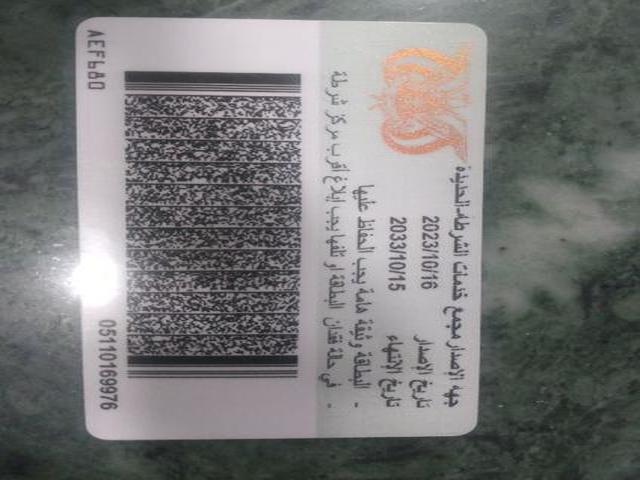 جهه الإصدار مجمع خدمات الشرطه-الحديدة
تاريخ الإصدار 2023/10/16
تاريخ الإنتهاء 2033/10/15
- البطاقة وثيقة هامة يجب الحفاظ عليها
- في حالة فقدان البطاقة او تلفها يجب إبلاغ أقرب مركز شرطة
05110169976
AEF680